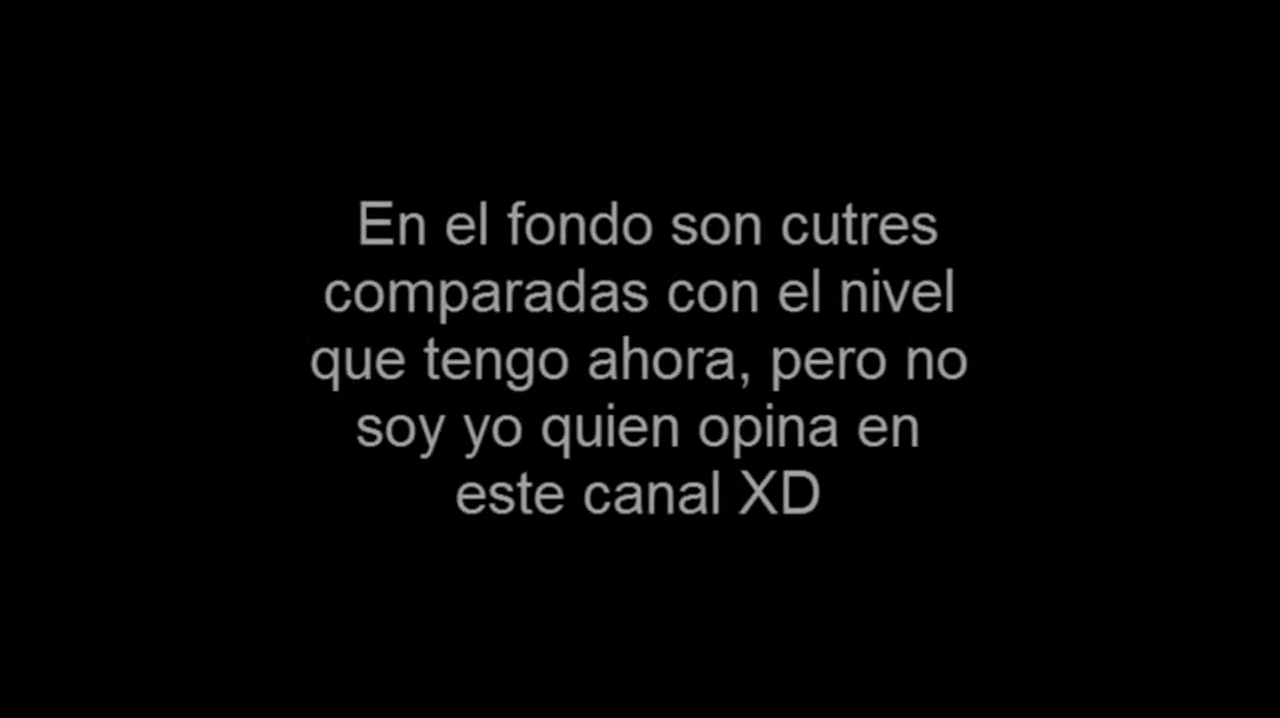 En el fondo son cutres
comparadas con el nivel
que tengo ahora, pero no
soy yo quien opina en
este canal XD